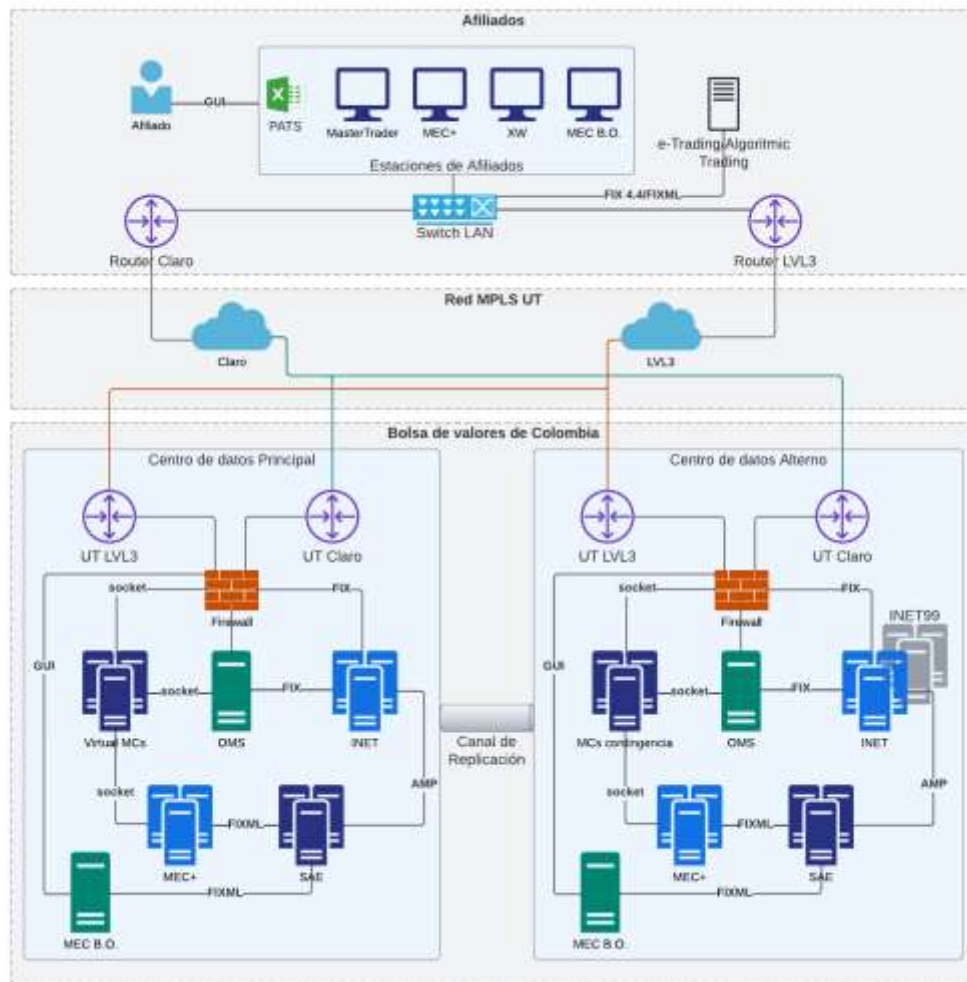 Afiliados
GUI
Afiliado
PATS
MasterTrader
MEC+
XW
MEC B.O.
Estaciones de Afiliados
e-Trading/Algoritmic
Trading
FIX 4.4/FIXML
Switch LAN
Router Claro
Router LVL3
Red MPLS UT
Claro
LVL3
Bolsa de valores de Colombia
Centro de datos Principal
UT LVL3
UT Claro
socket
FIX
Firewall
GUI
socket
FIX
Virtual MCs
OMS
INET
AMP
socket
FIXML
MEC+
SAE
FIXML
MEC B.O.
Canal de
Replicación
Centro de datos Alterno
UT LVL3
UT Claro
socket
FIX
Firewall
INET99
GUI
socket
FIX
MCs contingencia
OMS
INET
AMP
socket
FIXML
MEC+
SAE
FIXML
MEC B.O.